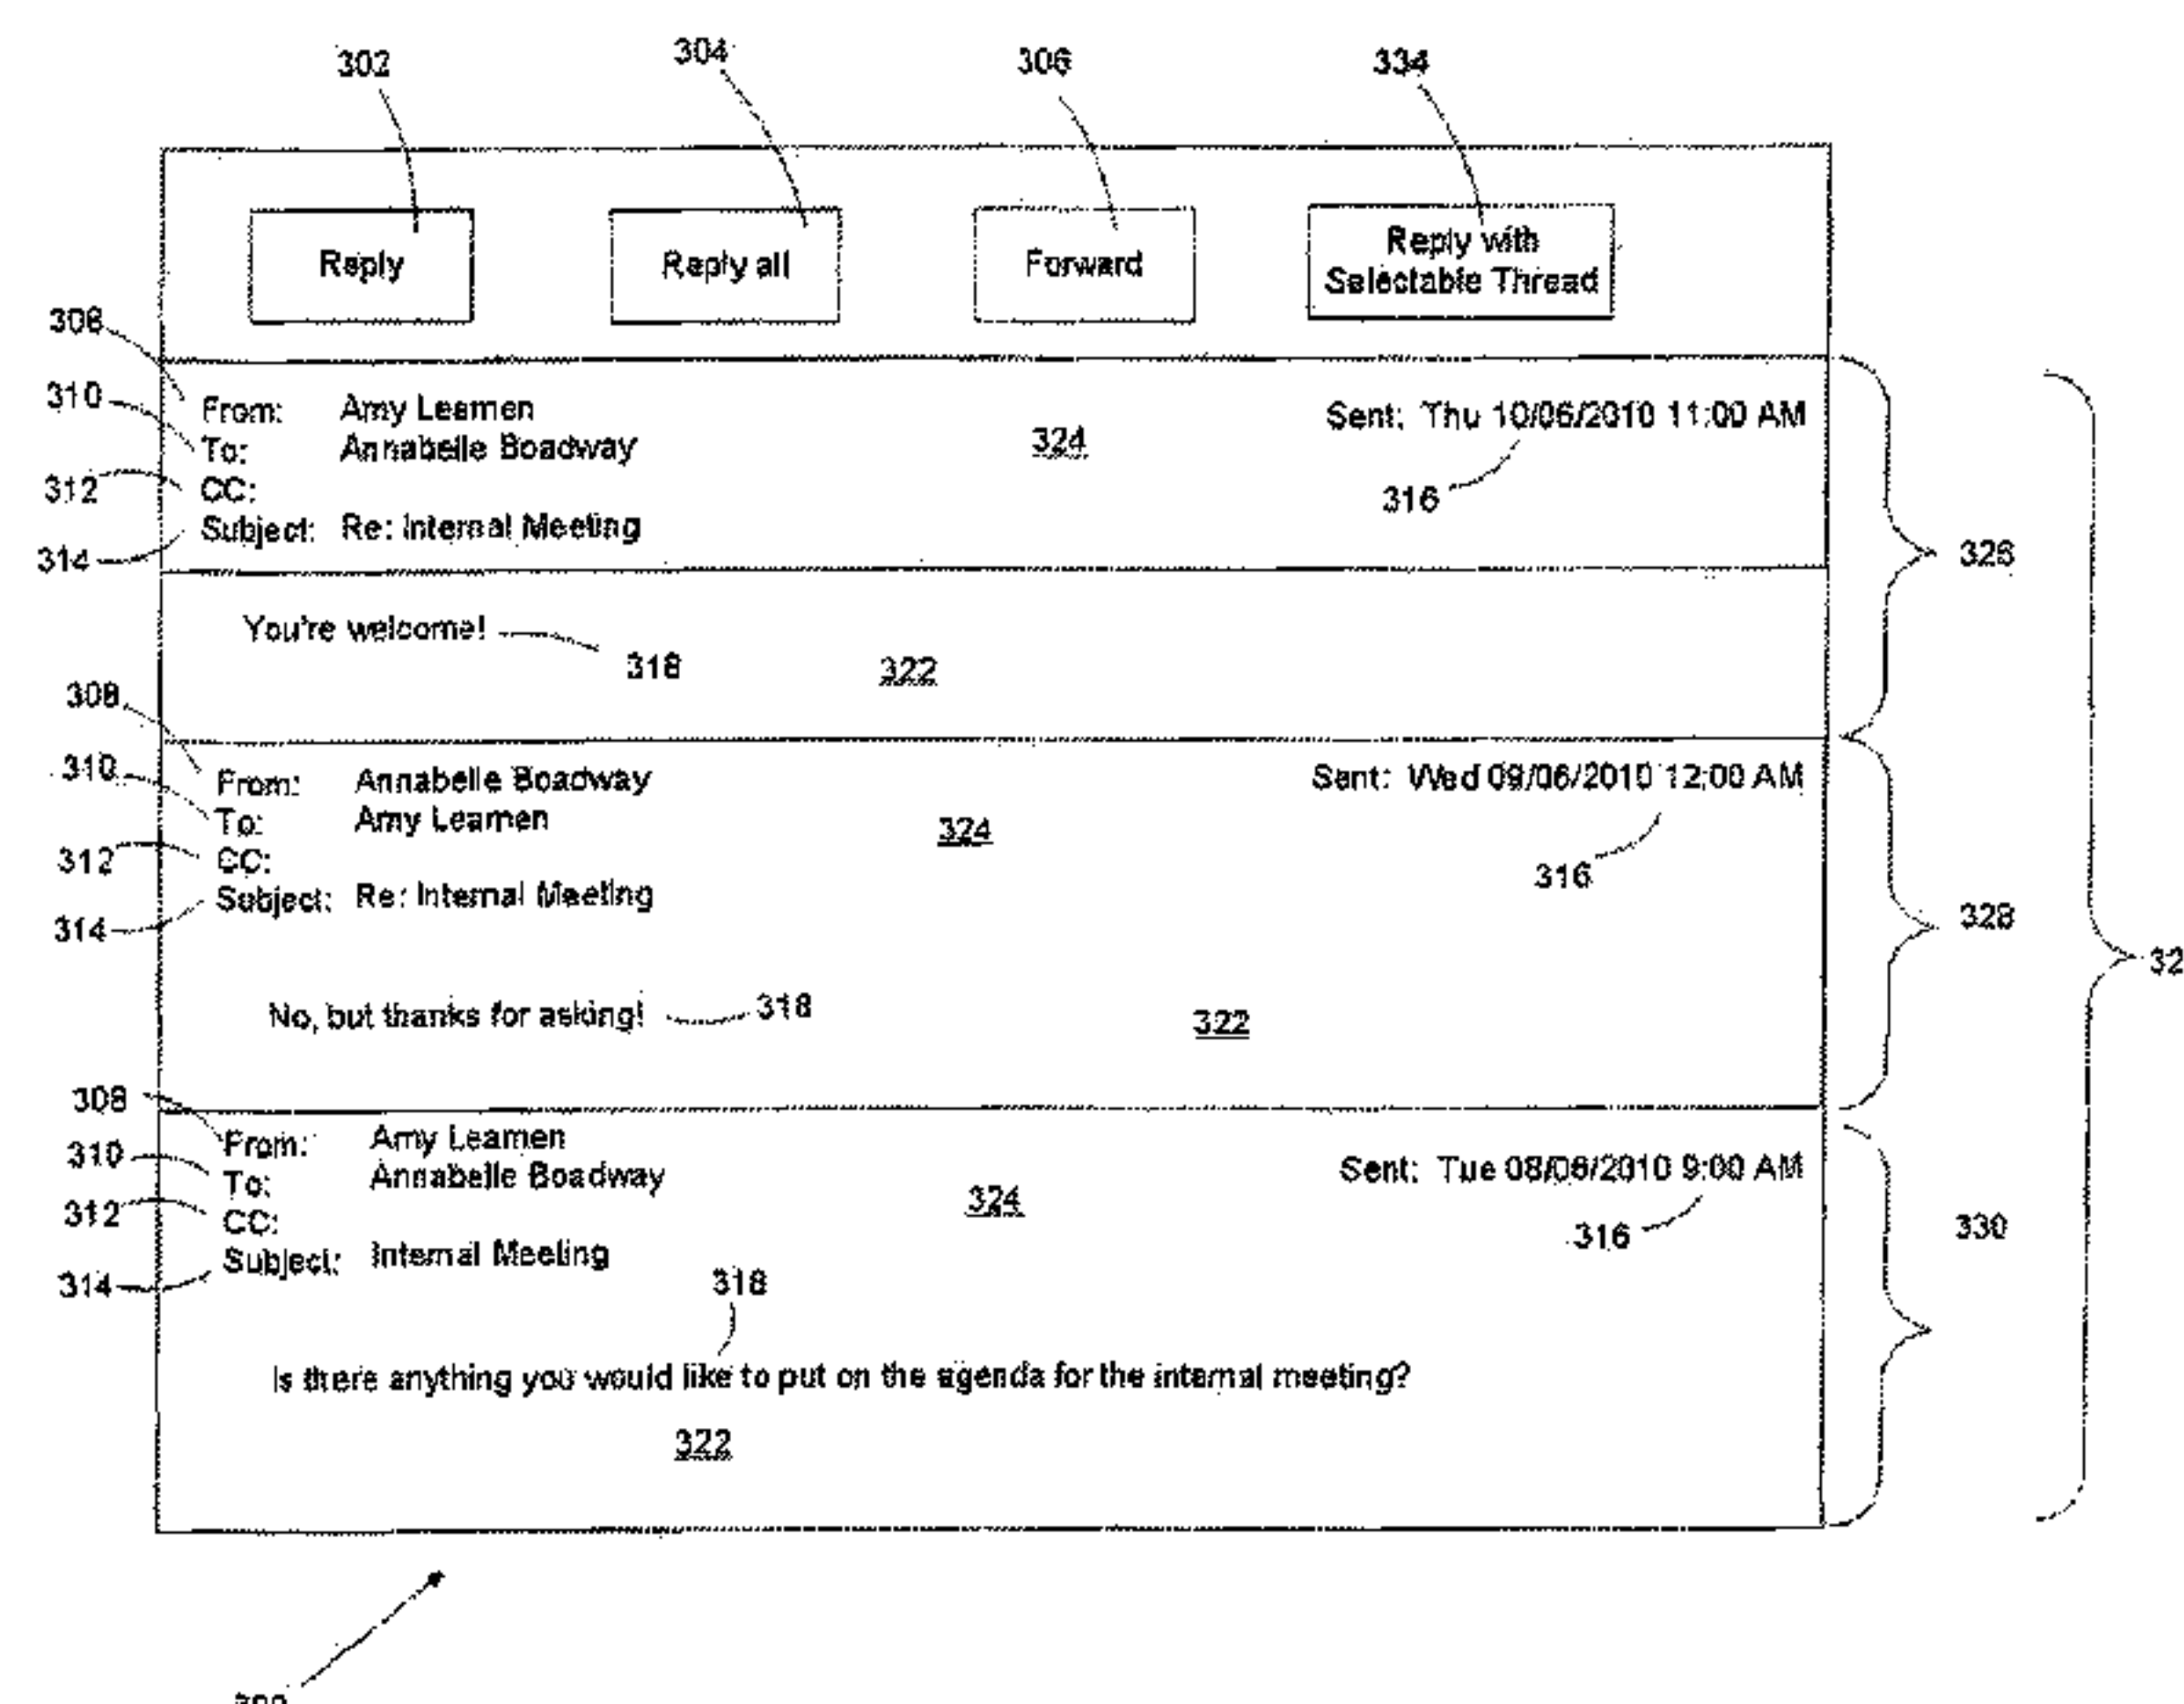 302 304 306 334
Reply Reply all Forward Reply with
Selectable Thread
308
310 From: Amy Leamen Sent: Thu 10/06/2010 11:00 AM
To: Annabelle Boadway 324
312 CC: 316
Subject: Re: Internal Meeting
314 326
You're welcome!
318 322
308
310 From: Annabelle Boadway Sent: Wed 09/06/2010 12:00 AM
To: Amy Leamen 324
312 CC: 316
Subject: Re: Internal Meeting
314 328
32
No, but thanks for asking! 318 322
308
From: Amy Leamen
310 To: Annabelle Boadway Sent: Tue 08/06/2010 9:00 AM
324
312 CC: 316 330
Subject: Internal Meeting
314 318
Is there anything you would like to put on the agenda for the internal meeting?
322